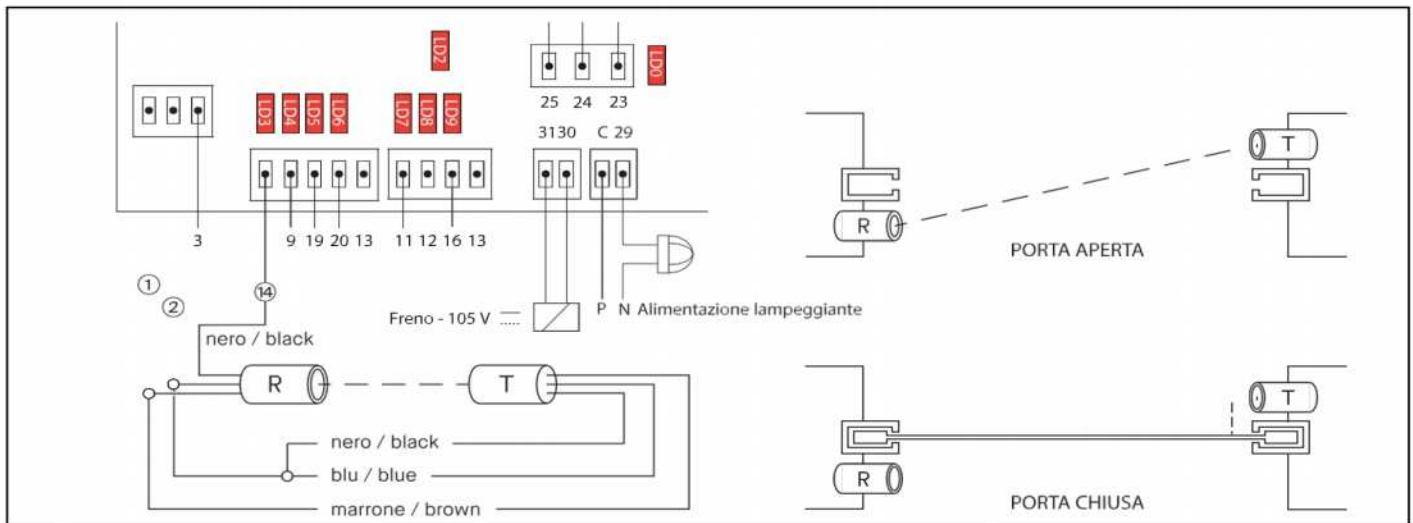 LD2
LD0
25 24 23
LD3 LD4 LD5 LD6 LD7 LD8 LD9
31 30 C 29
3 9 19 20 13 11 12 16 13
T
R
PORTA APERTA
1
2
14
Freno - 105 V
P N Alimentazione lampeggiante
nero / black
R T
nero / black
blu / blue
marrone / brown
T
R
PORTA CHIUSA